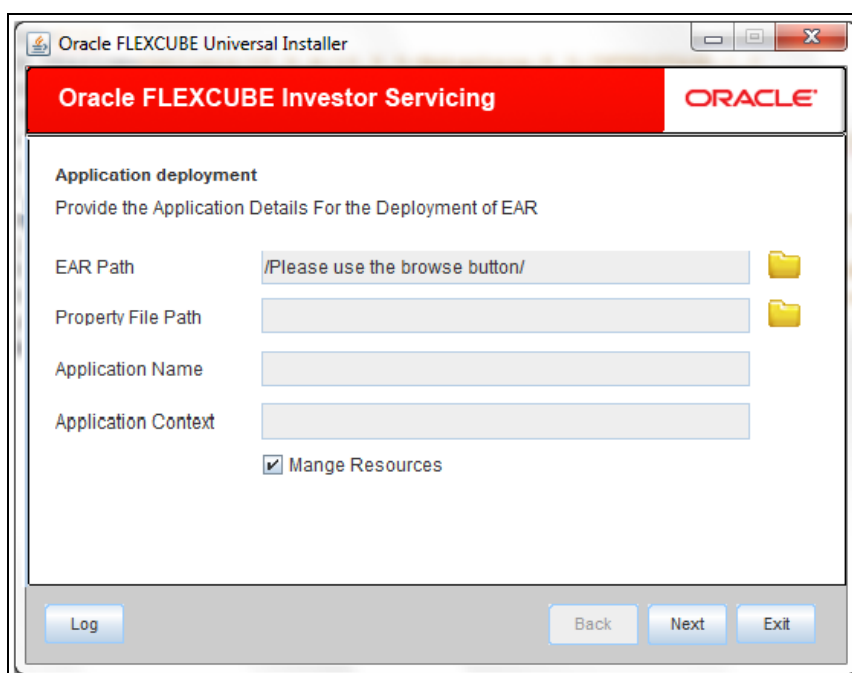 Oracle FLEXCUBE Universal Installer
Oracle FLEXCUBE Investor Servicing
ORACLE
Application deployment
Provide the Application Details For the Deployment of EAR
EAR Path
/Please use the browse button/
Property File Path
Application Name
Application Context
Mange Resources
Log
Back
Next
Exit